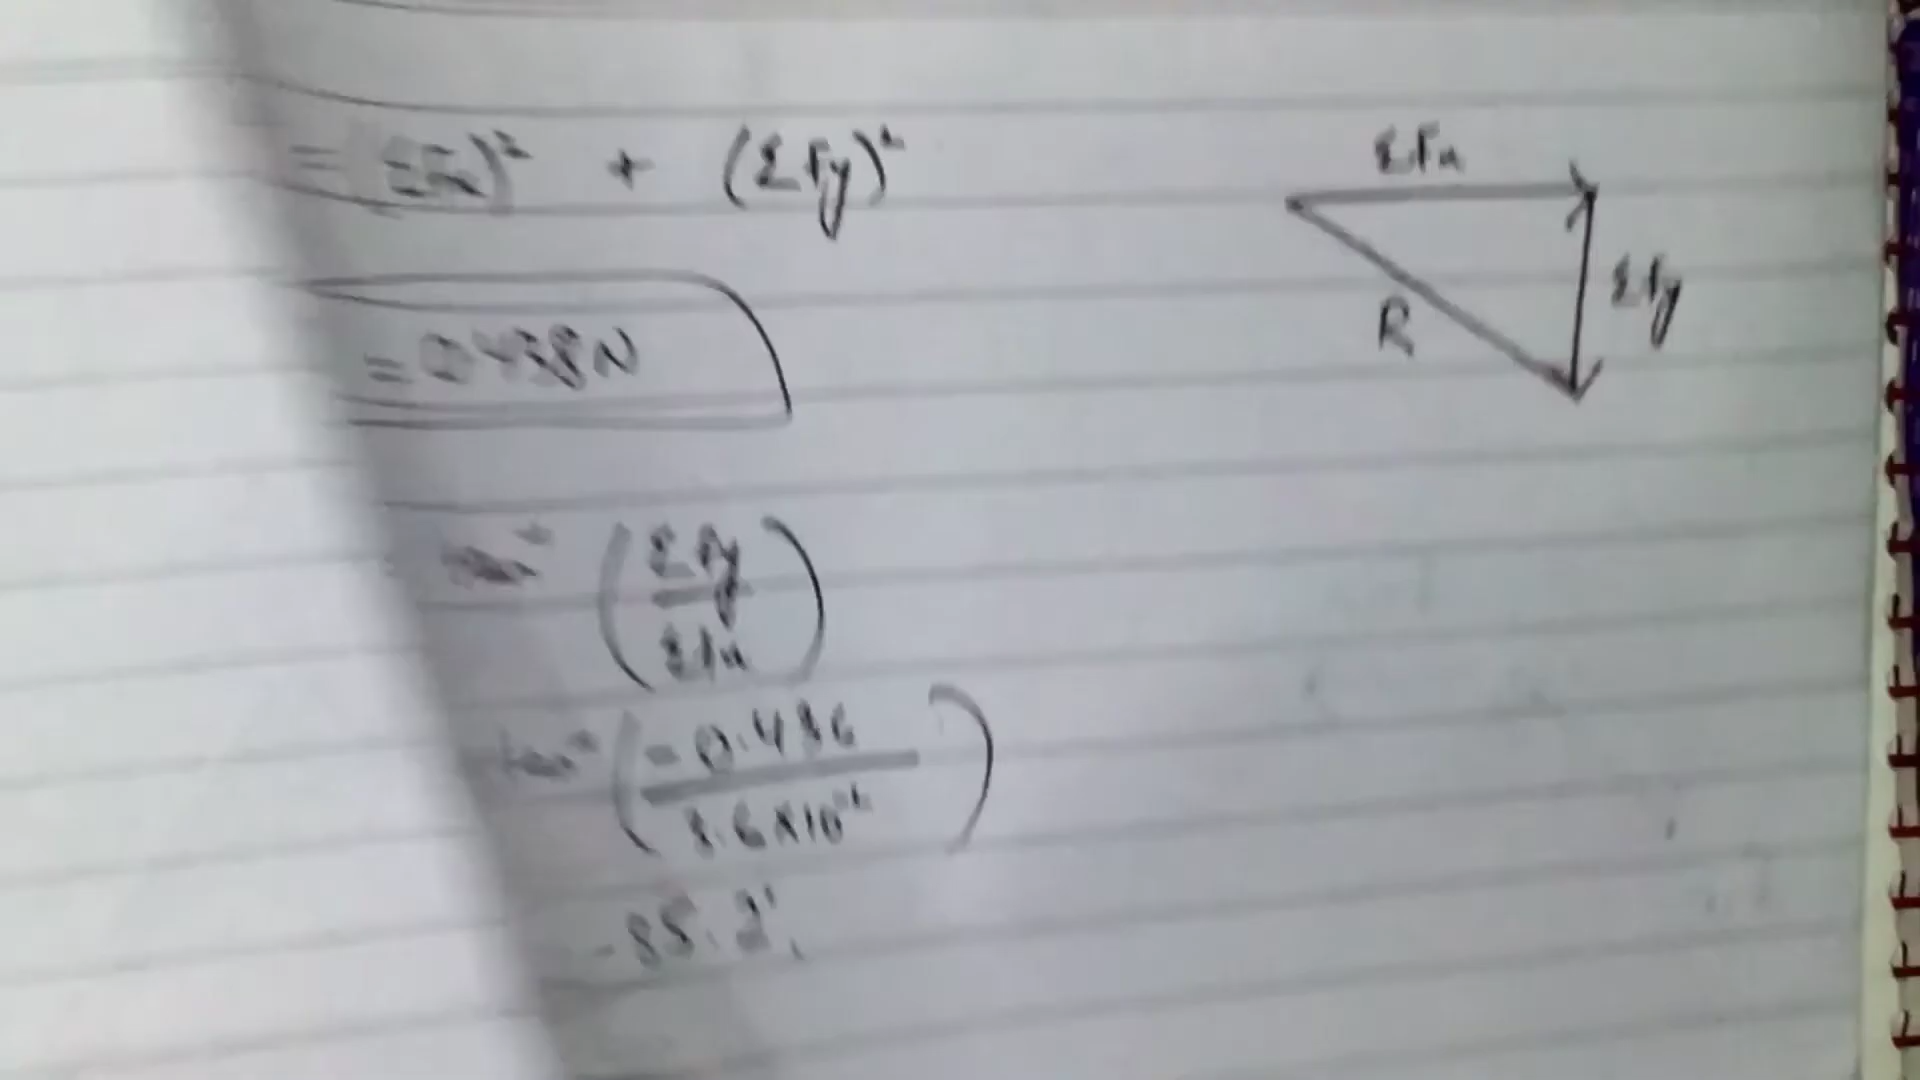 = (ΣFx)² + (ΣFy)²
ΣFx
ΣFy
R
= 0.438N
tan⁻¹ (ΣFy / ΣFx)
tan⁻¹ (-0.436 / 3.6×10⁻²)
-85.2°